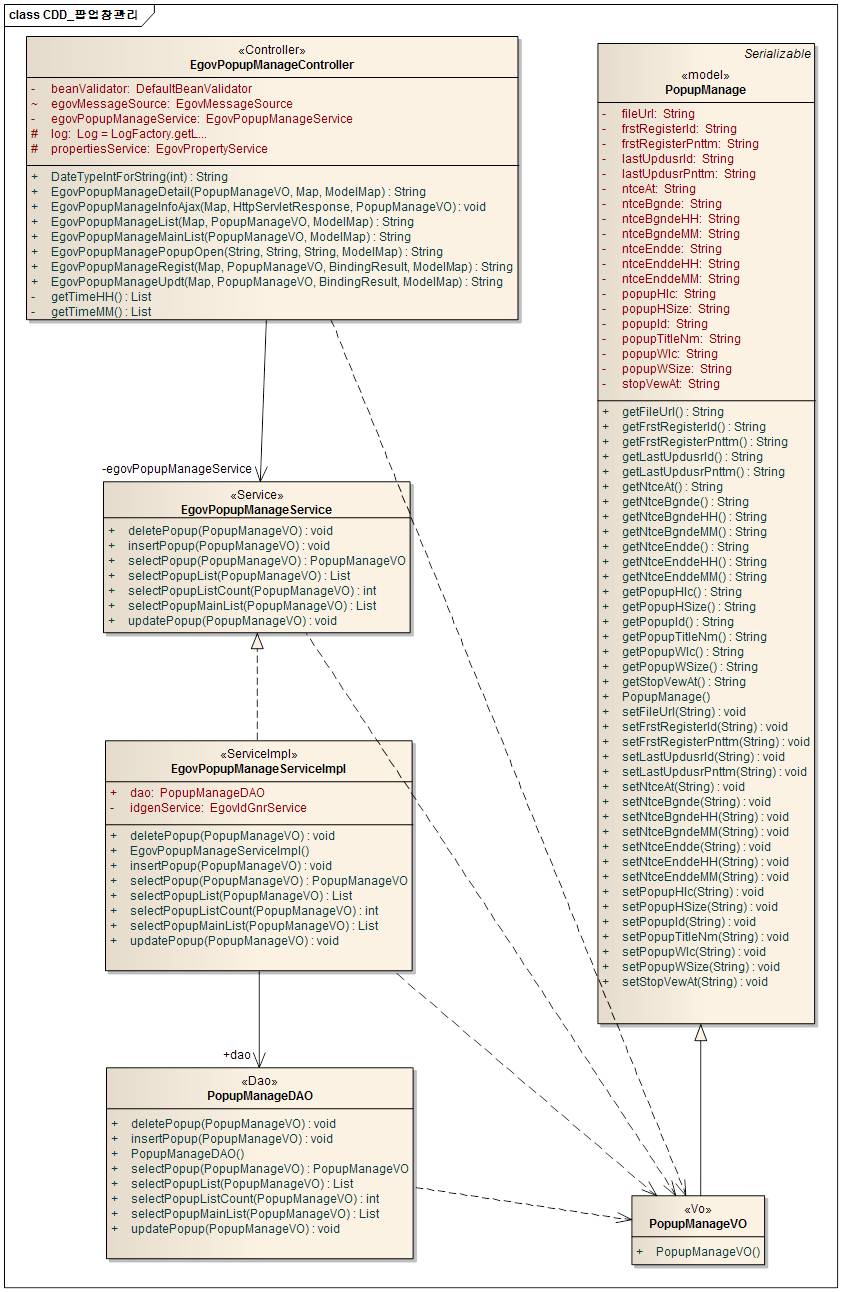 class CDD_팝업창관리
«Controller»
EgovPopupManageController
- beanValidator: DefaultBeanValidator
~ egovMessageSource: EgovMessageSource
- egovPopupManageService: EgovPopupManageService
# log: Log = LogFactory.getL...
# propertiesService: EgovPropertyService
+ DateTypeIntForString(int) : String
+ EgovPopupManageDetail(PopupManageVO, Map, ModelMap) : String
+ EgovPopupManageInfoAjax(Map, HttpServletResponse, PopupManageVO) : void
+ EgovPopupManageList(Map, PopupManageVO, ModelMap) : String
+ EgovPopupManageMainList(PopupManageVO, ModelMap) : String
+ EgovPopupManagePopupOpen(String, String, String, ModelMap) : String
+ EgovPopupManageRegist(Map, PopupManageVO, BindingResult, ModelMap) : String
+ EgovPopupManageUpdt(Map, PopupManageVO, BindingResult, ModelMap) : String
- getTimeHH() : List
- getTimeMM() : List
-egovPopupManageService
«Service»
EgovPopupManageService
+ deletePopup(PopupManageVO) : void
+ insertPopup(PopupManageVO) : void
+ selectPopup(PopupManageVO) : PopupManageVO
+ selectPopupList(PopupManageVO) : List
+ selectPopupListCount(PopupManageVO) : int
+ selectPopupMainList(PopupManageVO) : List
+ updatePopup(PopupManageVO) : void
«ServiceImpl»
EgovPopupManageServiceImpl
+ dao: PopupManageDAO
- idgenService: EgovIdGnrService
+ deletePopup(PopupManageVO) : void
+ EgovPopupManageServiceImpl()
+ insertPopup(PopupManageVO) : void
+ selectPopup(PopupManageVO) : PopupManageVO
+ selectPopupList(PopupManageVO) : List
+ selectPopupListCount(PopupManageVO) : int
+ selectPopupMainList(PopupManageVO) : List
+ updatePopup(PopupManageVO) : void
+dao
«Dao»
PopupManageDAO
+ deletePopup(PopupManageVO) : void
+ insertPopup(PopupManageVO) : void
+ PopupManageDAO()
+ selectPopup(PopupManageVO) : PopupManageVO
+ selectPopupList(PopupManageVO) : List
+ selectPopupListCount(PopupManageVO) : int
+ selectPopupMainList(PopupManageVO) : List
+ updatePopup(PopupManageVO) : void
Serializable
«model»
PopupManage
- fileUrl: String
- frstRegisterId: String
- frstRegisterPnttm: String
- lastUpdusrId: String
- lastUpdusrPnttm: String
- ntceAt: String
- ntceBgnde: String
- ntceBgndeHH: String
- ntceBgndeMM: String
- ntceEndde: String
- ntceEnddeHH: String
- ntceEnddeMM: String
- popupHlc: String
- popupHSize: String
- popupId: String
- popupTitleNm: String
- popupWlc: String
- popupWSize: String
- stopVewAt: String
+ getFileUrl() : String
+ getFrstRegisterId() : String
+ getFrstRegisterPnttm() : String
+ getLastUpdusrId() : String
+ getLastUpdusrPnttm() : String
+ getNtceAt() : String
+ getNtceBgnde() : String
+ getNtceBgndeHH() : String
+ getNtceBgndeMM() : String
+ getNtceEndde() : String
+ getNtceEnddeHH() : String
+ getNtceEnddeMM() : String
+ getPopupHlc() : String
+ getPopupHSize() : String
+ getPopupId() : String
+ getPopupTitleNm() : String
+ getPopupWlc() : String
+ getPopupWSize() : String
+ getStopVewAt() : String
+ PopupManage()
+ setFileUrl(String) : void
+ setFrstRegisterId(String) : void
+ setFrstRegisterPnttm(String) : void
+ setLastUpdusrId(String) : void
+ setLastUpdusrPnttm(String) : void
+ setNtceAt(String) : void
+ setNtceBgnde(String) : void
+ setNtceBgndeHH(String) : void
+ setNtceBgndeMM(String) : void
+ setNtceEndde(String) : void
+ setNtceEnddeHH(String) : void
+ setNtceEnddeMM(String) : void
+ setPopupHlc(String) : void
+ setPopupHSize(String) : void
+ setPopupId(String) : void
+ setPopupTitleNm(String) : void
+ setPopupWlc(String) : void
+ setPopupWSize(String) : void
+ setStopVewAt(String) : void
«Vo»
PopupManageVO
+ PopupManageVO()